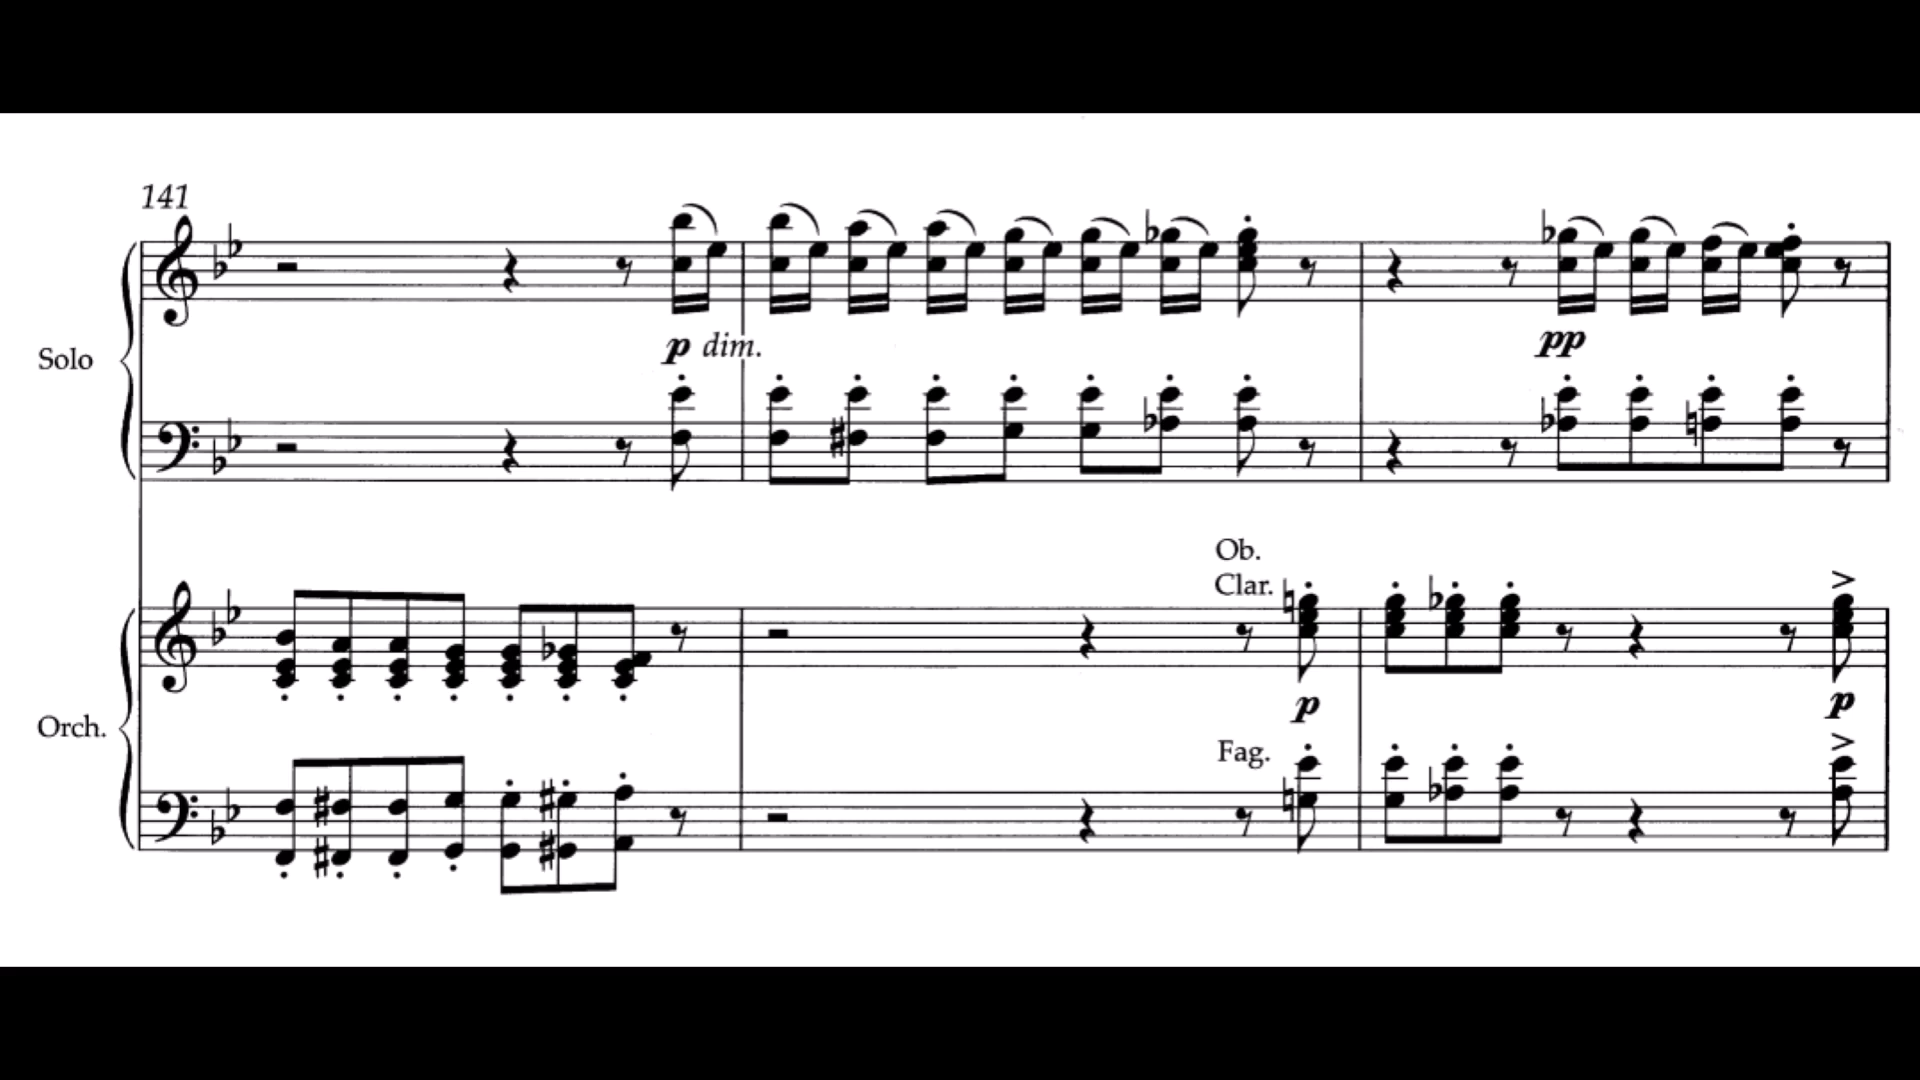 141
p dim.
Solo
pp
Ob.
Clar.
p
p
Orch.
Fag.